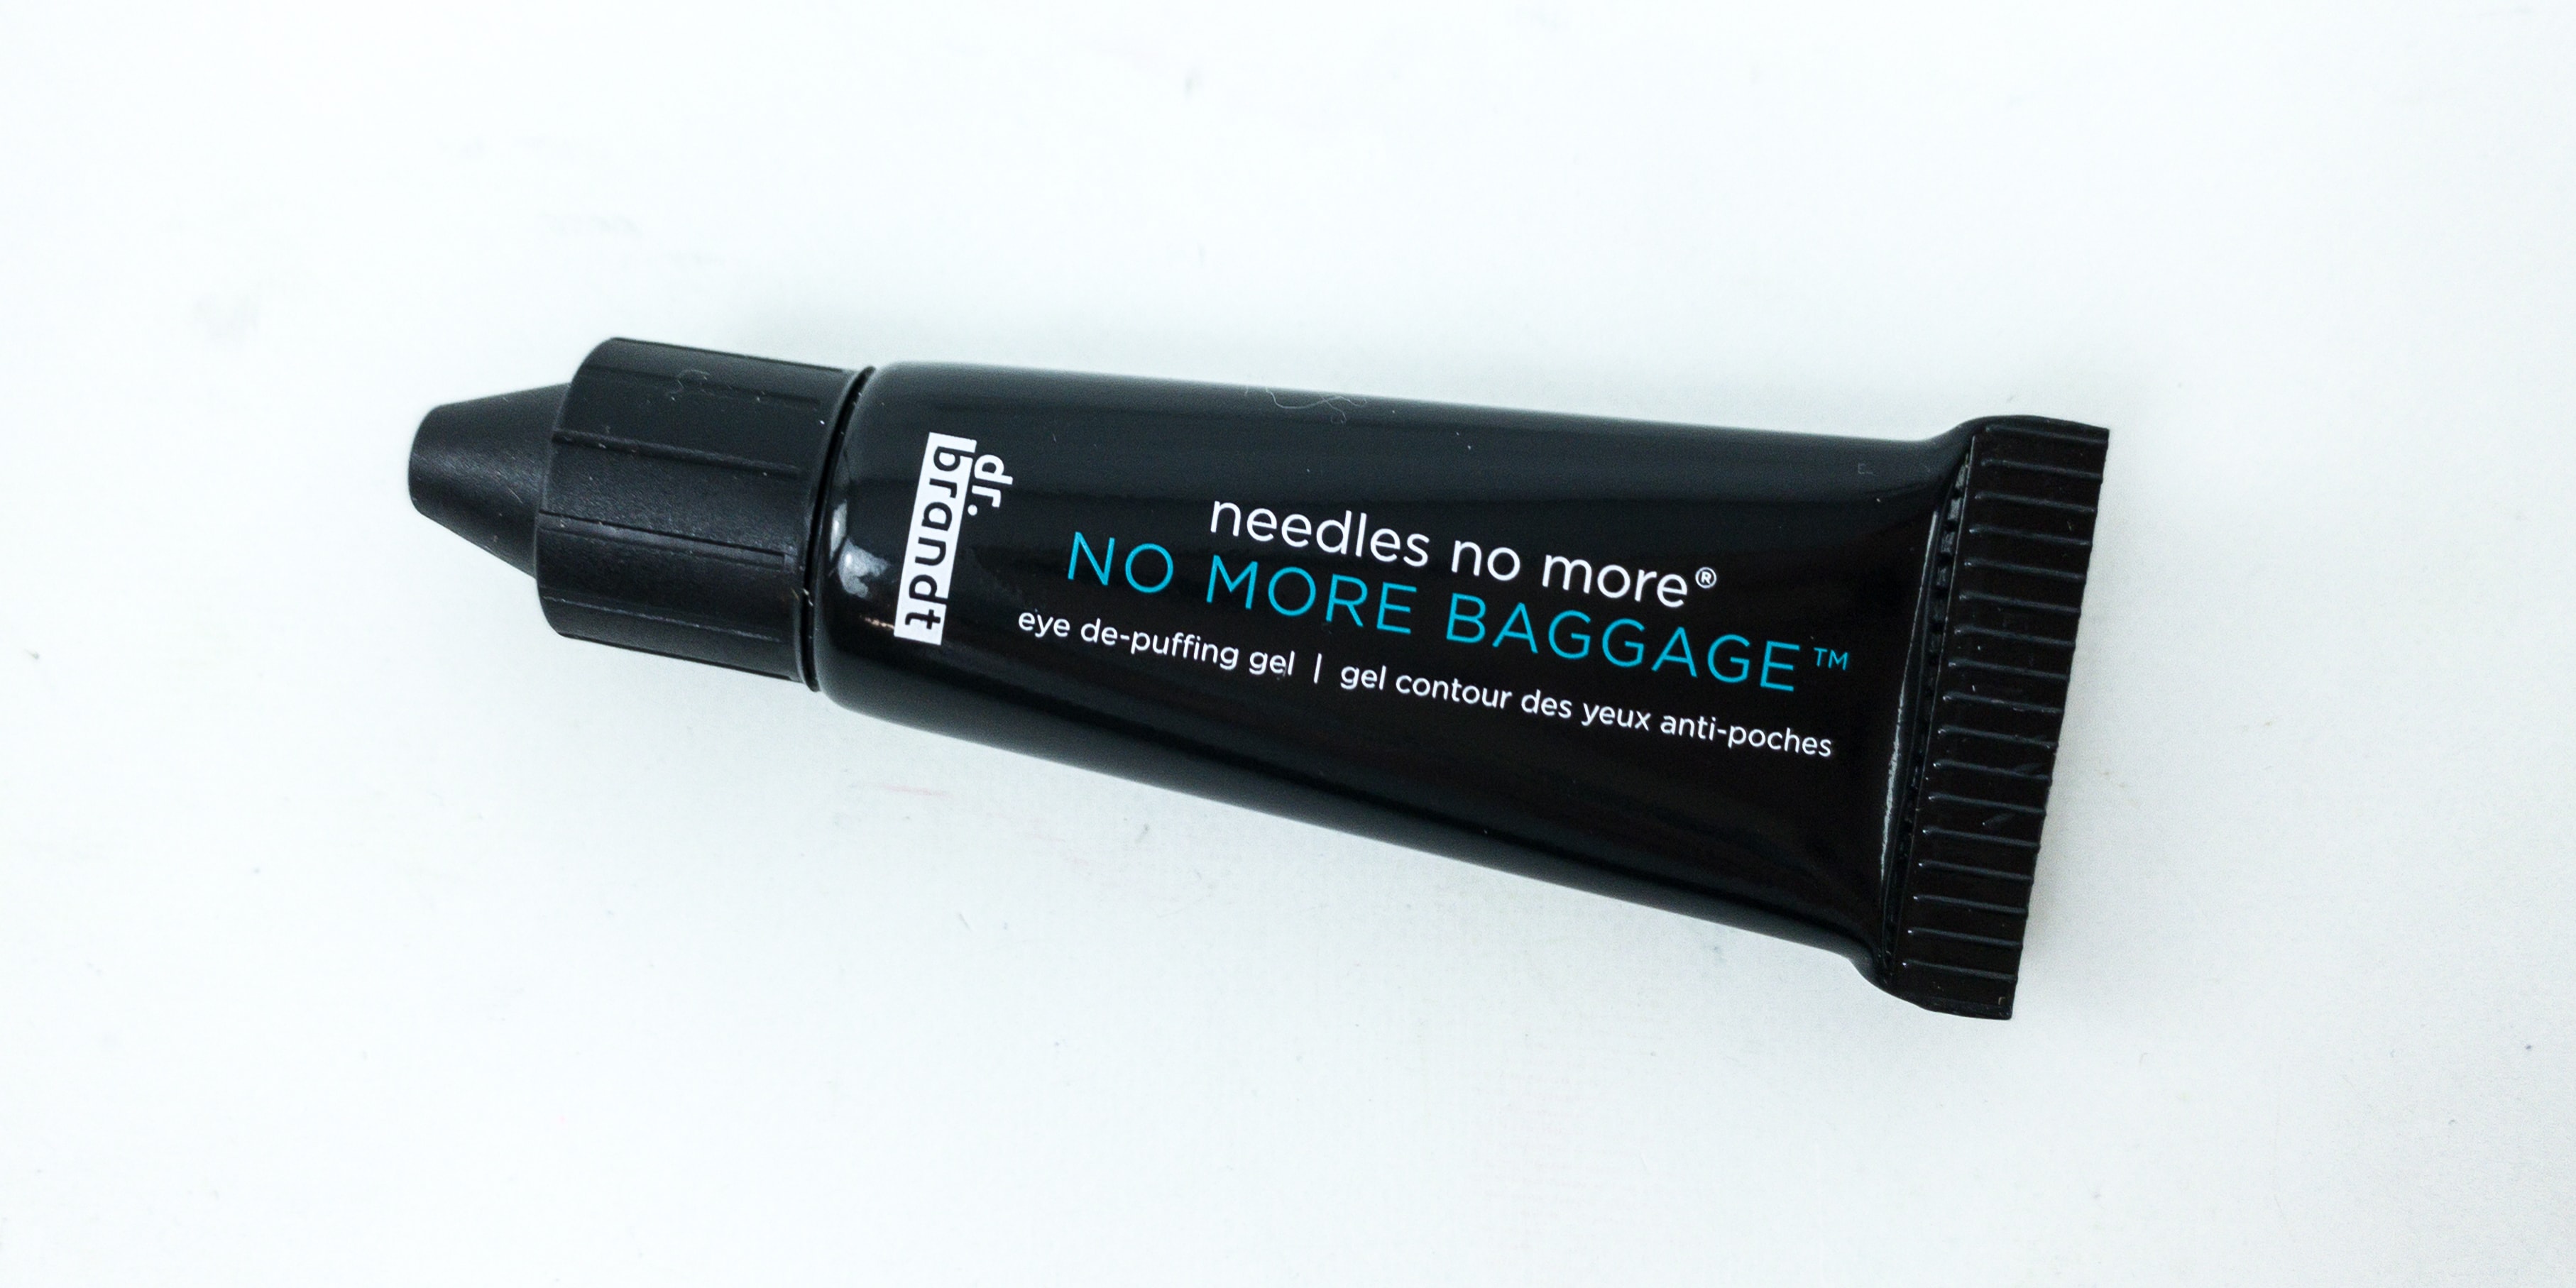 dr.
brandt
needles no more®
NO MORE BAGGAGE™
eye de-puffing gel | gel contour des yeux anti-poches